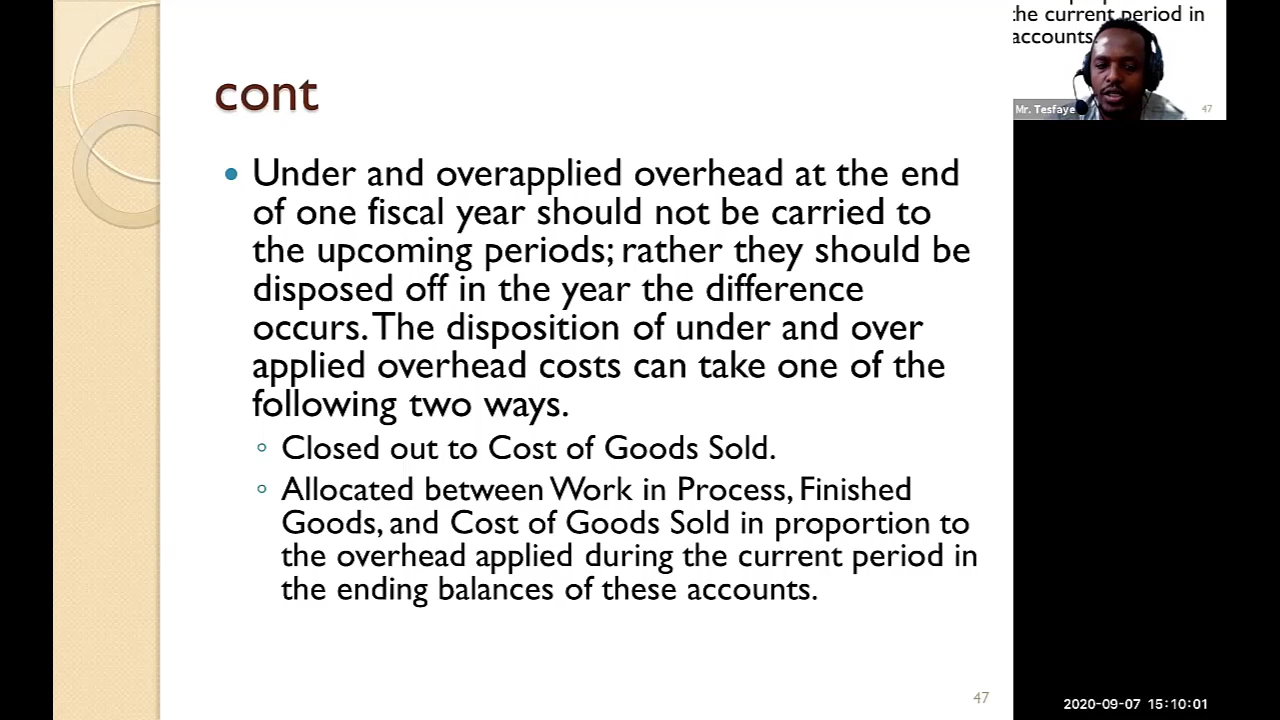 cont
Under and overapplied overhead at the end
of one fiscal year should not be carried to
the upcoming periods; rather they should be
disposed off in the year the difference
occurs. The disposition of under and over
applied overhead costs can take one of the
following two ways.
Closed out to Cost of Goods Sold.
Allocated between Work in Process, Finished
Goods, and Cost of Goods Sold in proportion to
the overhead applied during the current period in
the ending balances of these accounts.
47
the current period in
accounts.
Mr. Tesfaye
47
2020-09-07 15:10:01